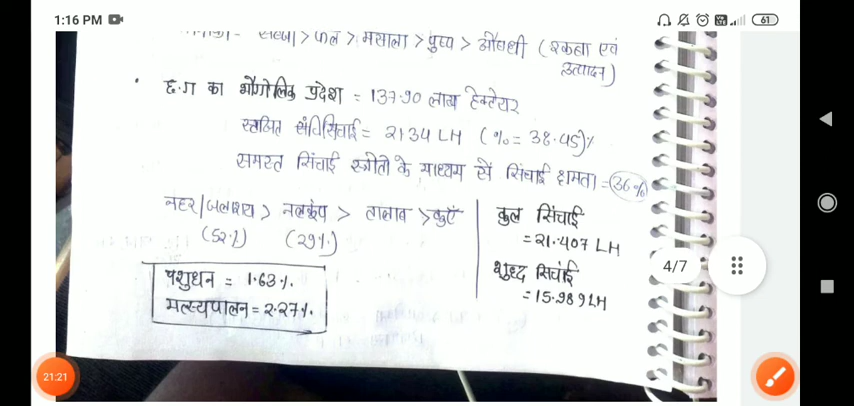 1:16 PM
61
सब्जी > फल > मसाला > पुष्प > औषधी (रकबा एवं
उत्पादन)
• छ.ग का भौगोलिक प्रदेश = 137.90 लाख हेक्टेयर
सिंचाई = 21.34 LH (% = 38.45)%
समस्त सिंचाई स्त्रोतो के माध्यम से सिंचाई क्षमता = 36%
नहर/जलाशय > नलकूप > तालाब > कुएँ
(52%) (29%)
पशुधन = 1.63%.
मत्स्यपालन = 2.27%.
कुल सिंचाई
= 21.407 LH
शुद्ध सिंचाई
= 15.989 LH
4/7
21:21